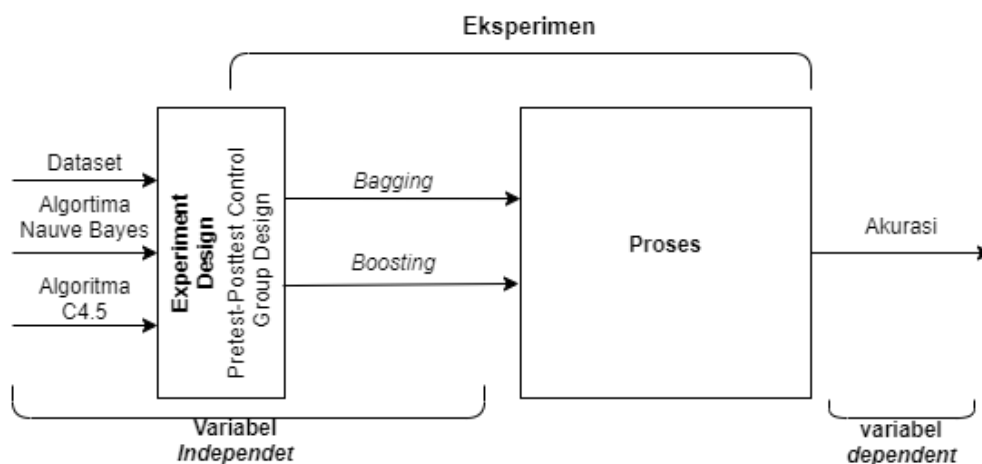 Eksperimen
Dataset
Algortima
Nauve Bayes
Algoritma
C4.5
Experiment
Design
Pretest-Posttest Control
Group Design
Bagging
Boosting
Proses
Akurasi
Variabel
Independet
variabel
dependent